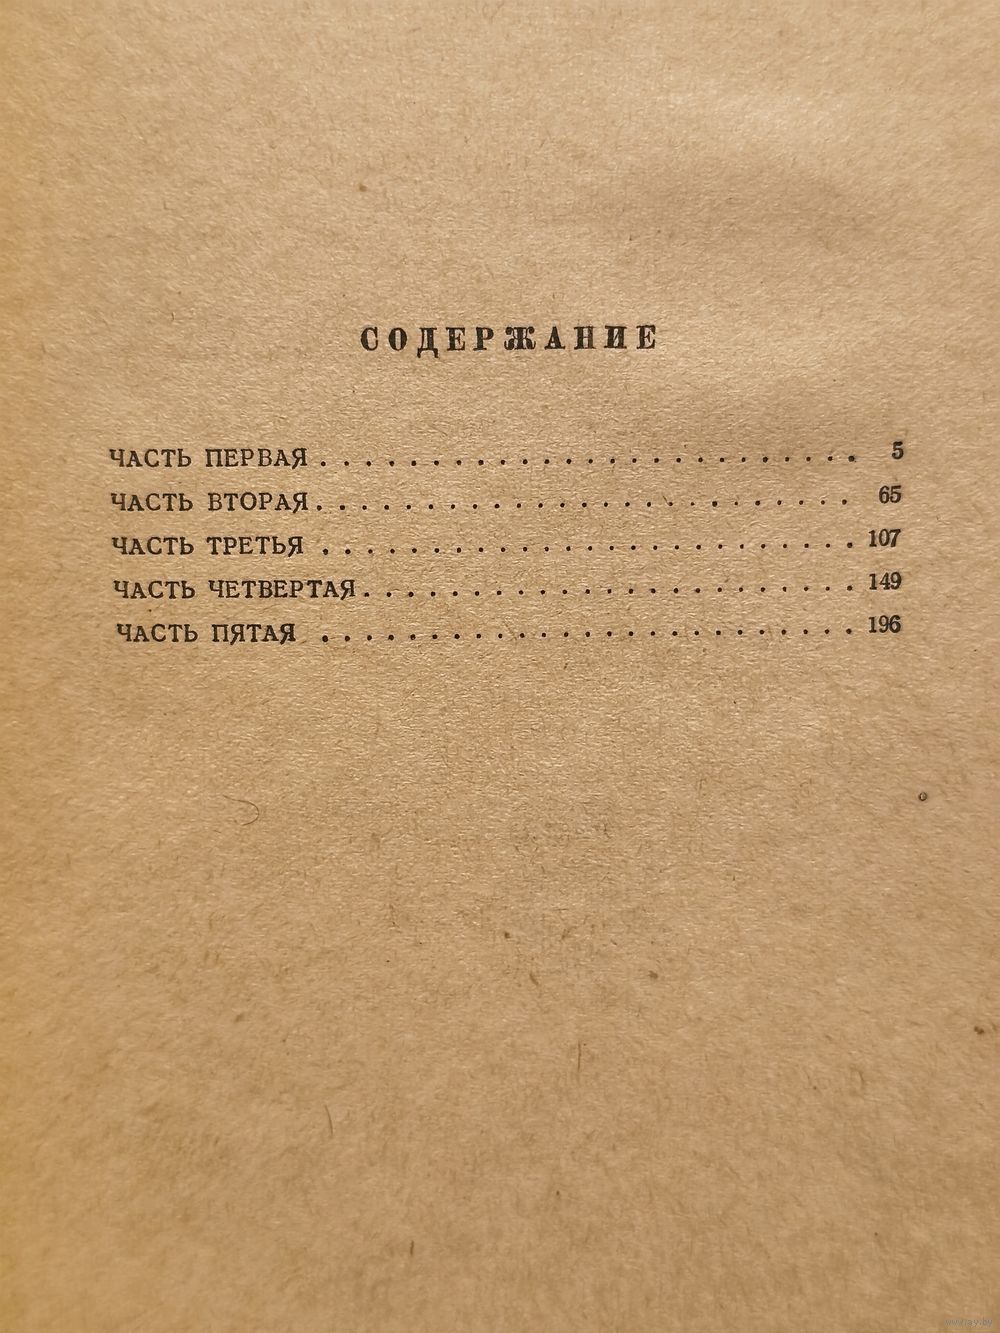 СОДЕРЖАНИЕ
ЧАСТЬ ПЕРВАЯ . . . . . . . . . . . . . . . . . . . . . . . . 5
ЧАСТЬ ВТОРАЯ . . . . . . . . . . . . . . . . . . . . . . . . 65
ЧАСТЬ ТРЕТЬЯ . . . . . . . . . . . . . . . . . . . . . . . . 107
ЧАСТЬ ЧЕТВЕРТАЯ . . . . . . . . . . . . . . . . . . . . . . 149
ЧАСТЬ ПЯТАЯ . . . . . . . . . . . . . . . . . . . . . . . . 196